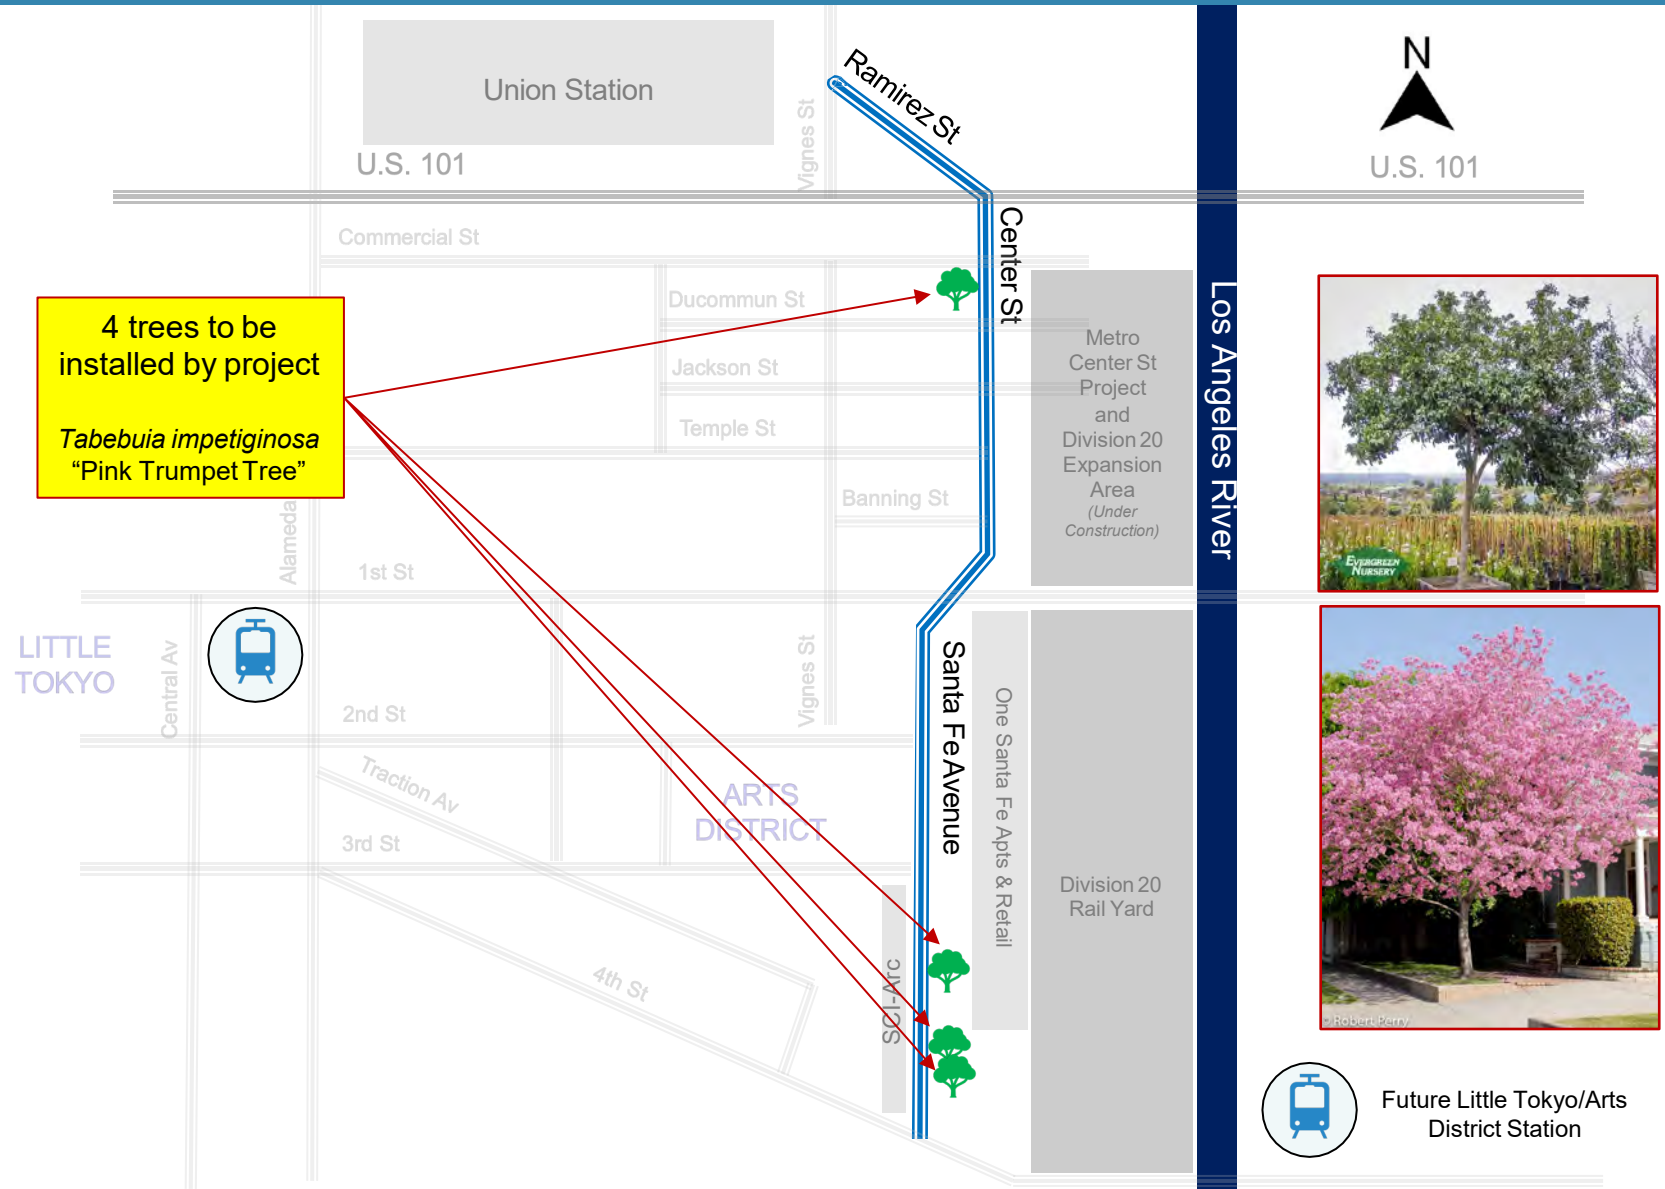 Union Station
Ramirez St
N
U.S. 101
U.S. 101
Vignes St
Center St
Commercial St
Ducommun St
Jackson St
Temple St
Banning St
4 trees to be
installed by project
Tabebuia impetiginosa
“Pink Trumpet Tree”
Metro
Center St
Project
and
Division 20
Expansion
Area
(Under
Construction)
Los Angeles River
EVERGREEN
NURSERY
Alameda
1st St
LITTLE
TOKYO
Central Av
Vignes St
Santa Fe Avenue
One Santa Fe Apts & Retail
2nd St
Traction Av
ARTS
DISTRICT
3rd St
Division 20
Rail Yard
SCI-Arc
4th St
Robert Perry
Future Little Tokyo/Arts
District Station